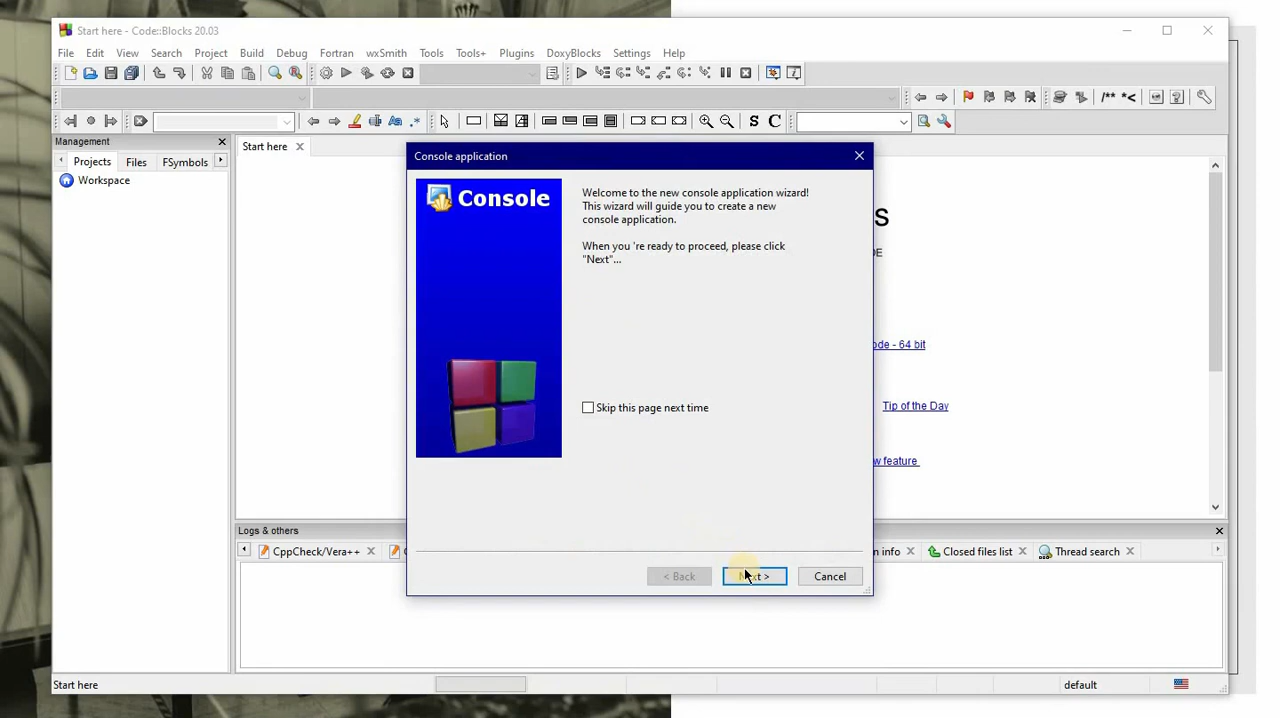 Start here - Code::Blocks 20.03
File Edit View Search Project Build Debug Fortran wxSmith Tools Tools+ Plugins DoxyBlocks Settings Help
/** *<
Aa .*
S C
Management
Projects Files FSymbols
Workspace
Start here
Console application
Console
Welcome to the new console application wizard!
This wizard will guide you to create a new
console application.
When you 're ready to proceed, please click
"Next"...
Skip this page next time
< Back
Cancel
- 64 bit
Tip of the Day
feature
Logs & others
CppCheck/Vera++
info
Closed files list
Thread search
Start here
default